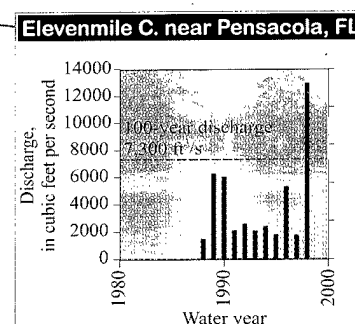 Elevenmile C. near Pensacola, FL
14000
12000
10000
8000
6000
4000
2000
0
Discharge,
in cubic feet per second
100-year discharge
7,300 ft³/s
1980
1990
2000
Water year